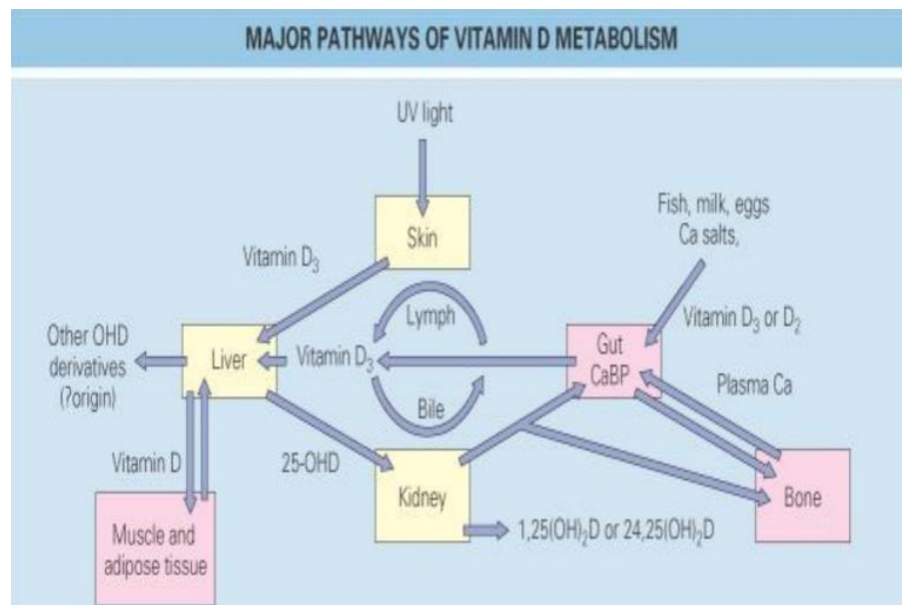 MAJOR PATHWAYS OF VITAMIN D METABOLISM
UV light
Skin
Fish, milk, eggs
Ca salts,
Vitamin D₃
Lymph
Vitamin D₃ or D₂
Other OHD
derivatives
(?origin)
Liver
Vitamin D₃
Gut
CaBP
Plasma Ca
Bile
Vitamin D
25-OHD
Kidney
Bone
Muscle and
adipose tissue
1,25(OH)₂D or 24,25(OH)₂D